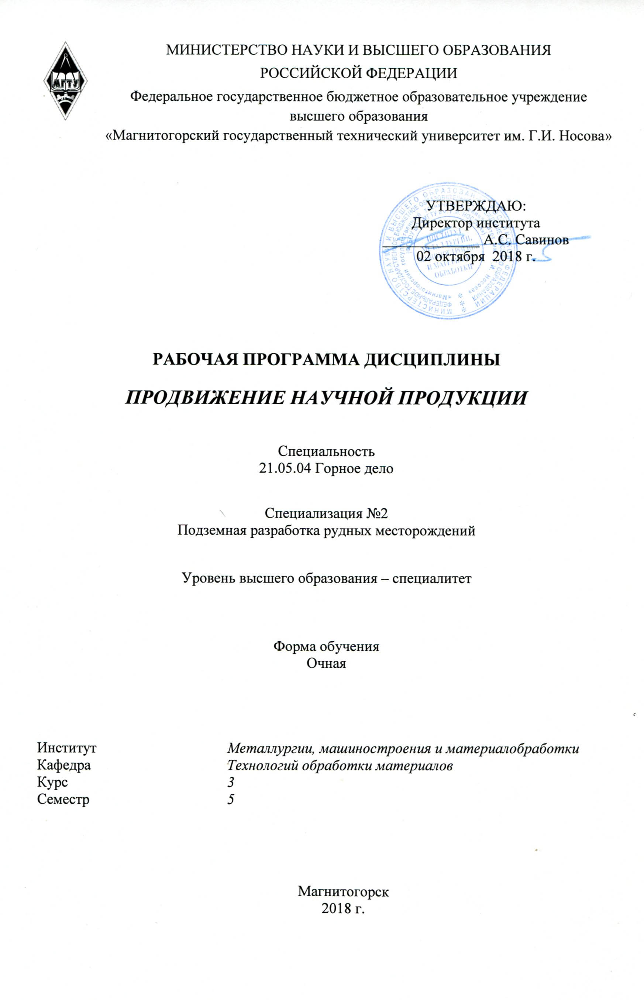 МИНИСТЕРСТВО НАУКИ И ВЫСШЕГО ОБРАЗОВАНИЯ
РОССИЙСКОЙ ФЕДЕРАЦИИ
Федеральное государственное бюджетное образовательное учреждение
высшего образования
«Магнитогорский государственный технический университет им. Г.И. Носова»
МГТУ
УТВЕРЖДАЮ:
Директор института
А.С. Савинов
02 октября 2018 г.
РАБОЧАЯ ПРОГРАММА ДИСЦИПЛИНЫ
ПРОДВИЖЕНИЕ НАУЧНОЙ ПРОДУКЦИИ
Специальность
21.05.04 Горное дело
Специализация №2
Подземная разработка рудных месторождений
Уровень высшего образования – специалитет
Форма обучения
Очная
Институт Металлургии, машиностроения и материалобработки
Кафедра Технологий обработки материалов
Курс 3
Семестр 5
Магнитогорск
2018 г.